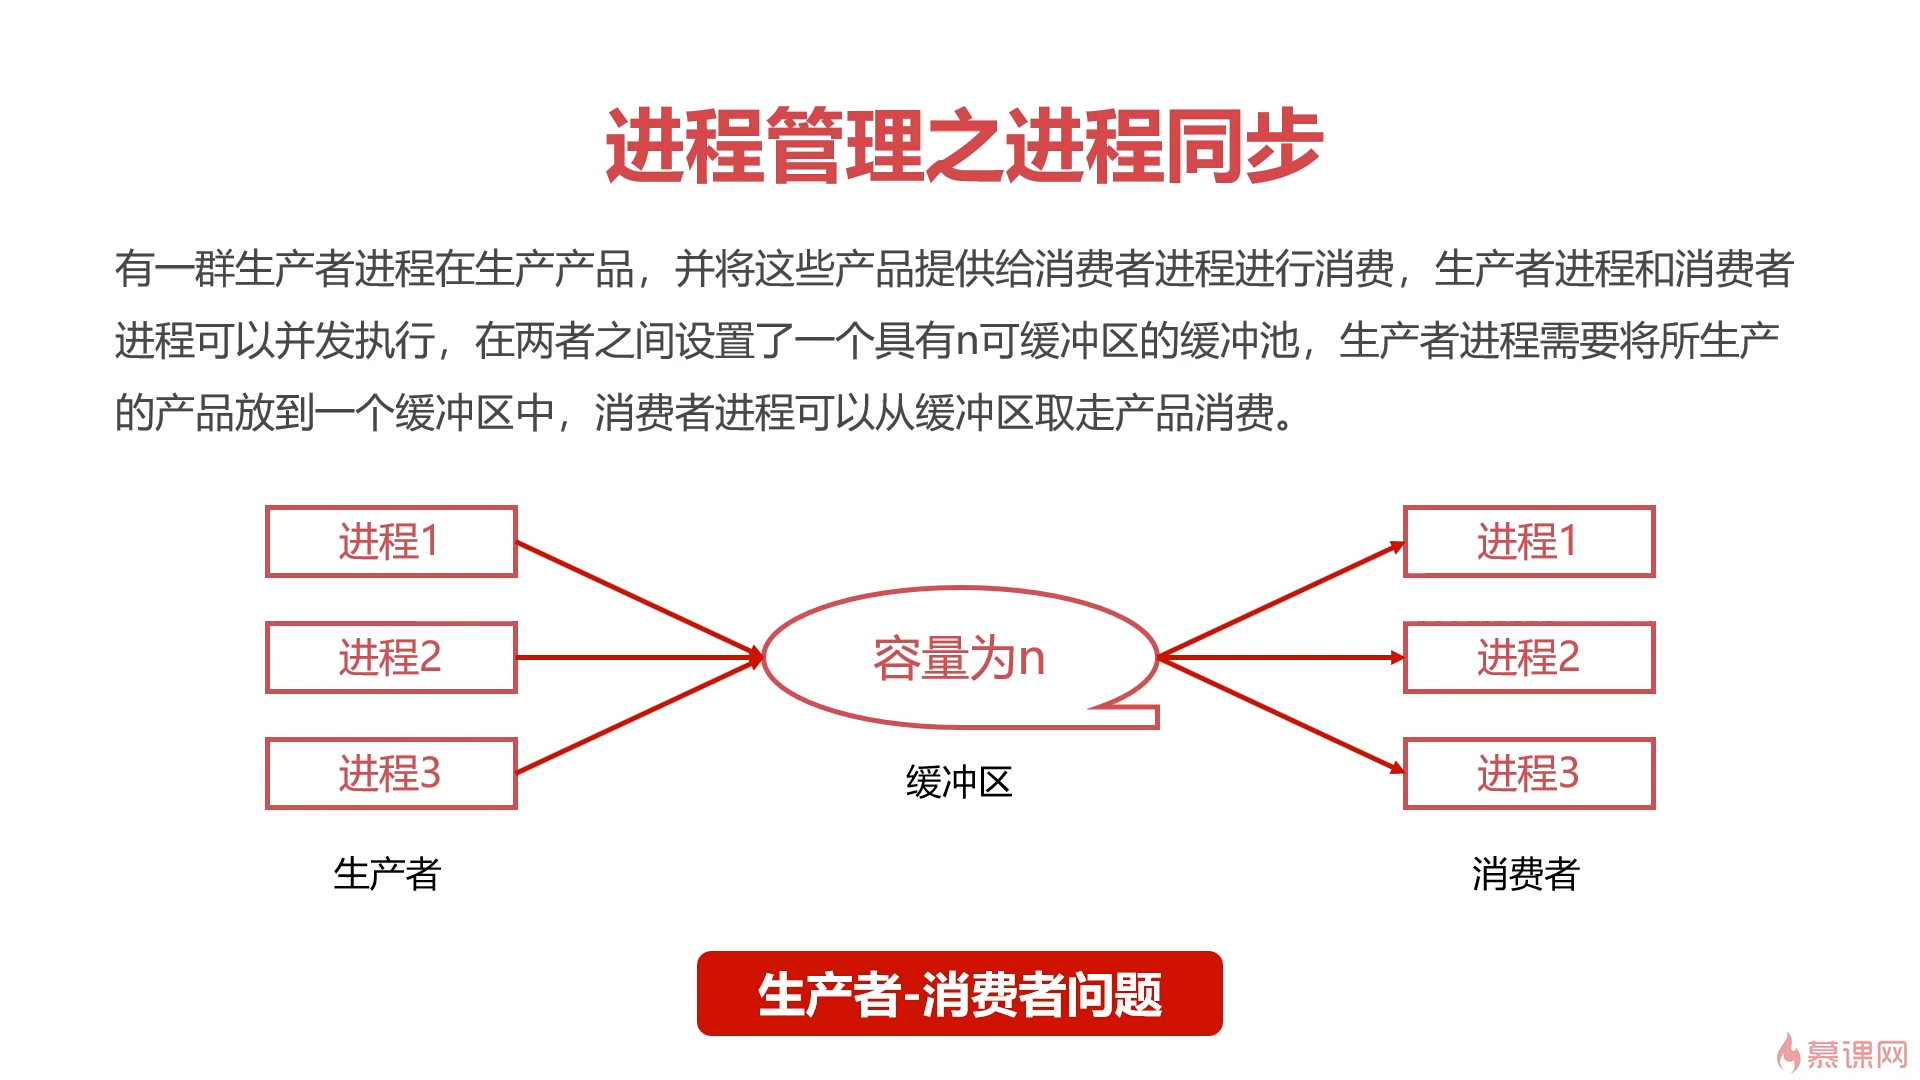 进程管理之进程同步
有一群生产者进程在生产产品，并将这些产品提供给消费者进程进行消费，生产者进程和消费者
进程可以并发执行，在两者之间设置了一个具有n可缓冲区的缓冲池，生产者进程需要将所生产
的产品放到一个缓冲区中，消费者进程可以从缓冲区取走产品消费。
进程1
进程2
进程3
生产者
容量为n
缓冲区
进程1
进程2
进程3
消费者
生产者-消费者问题
慕课网